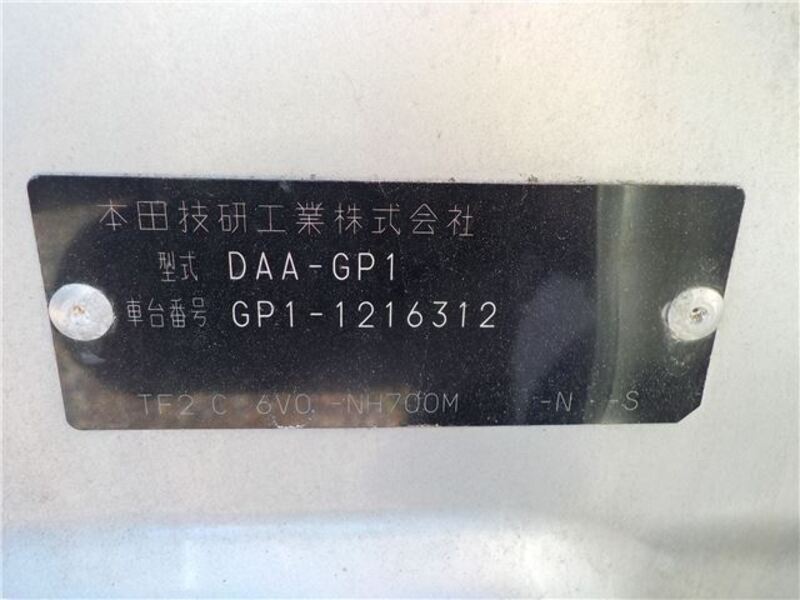 本田技研工業株式会社
型式 DAA-GP1
車台番号 GP1-1216312
TF2 C 6V0 -NH700M -N -S